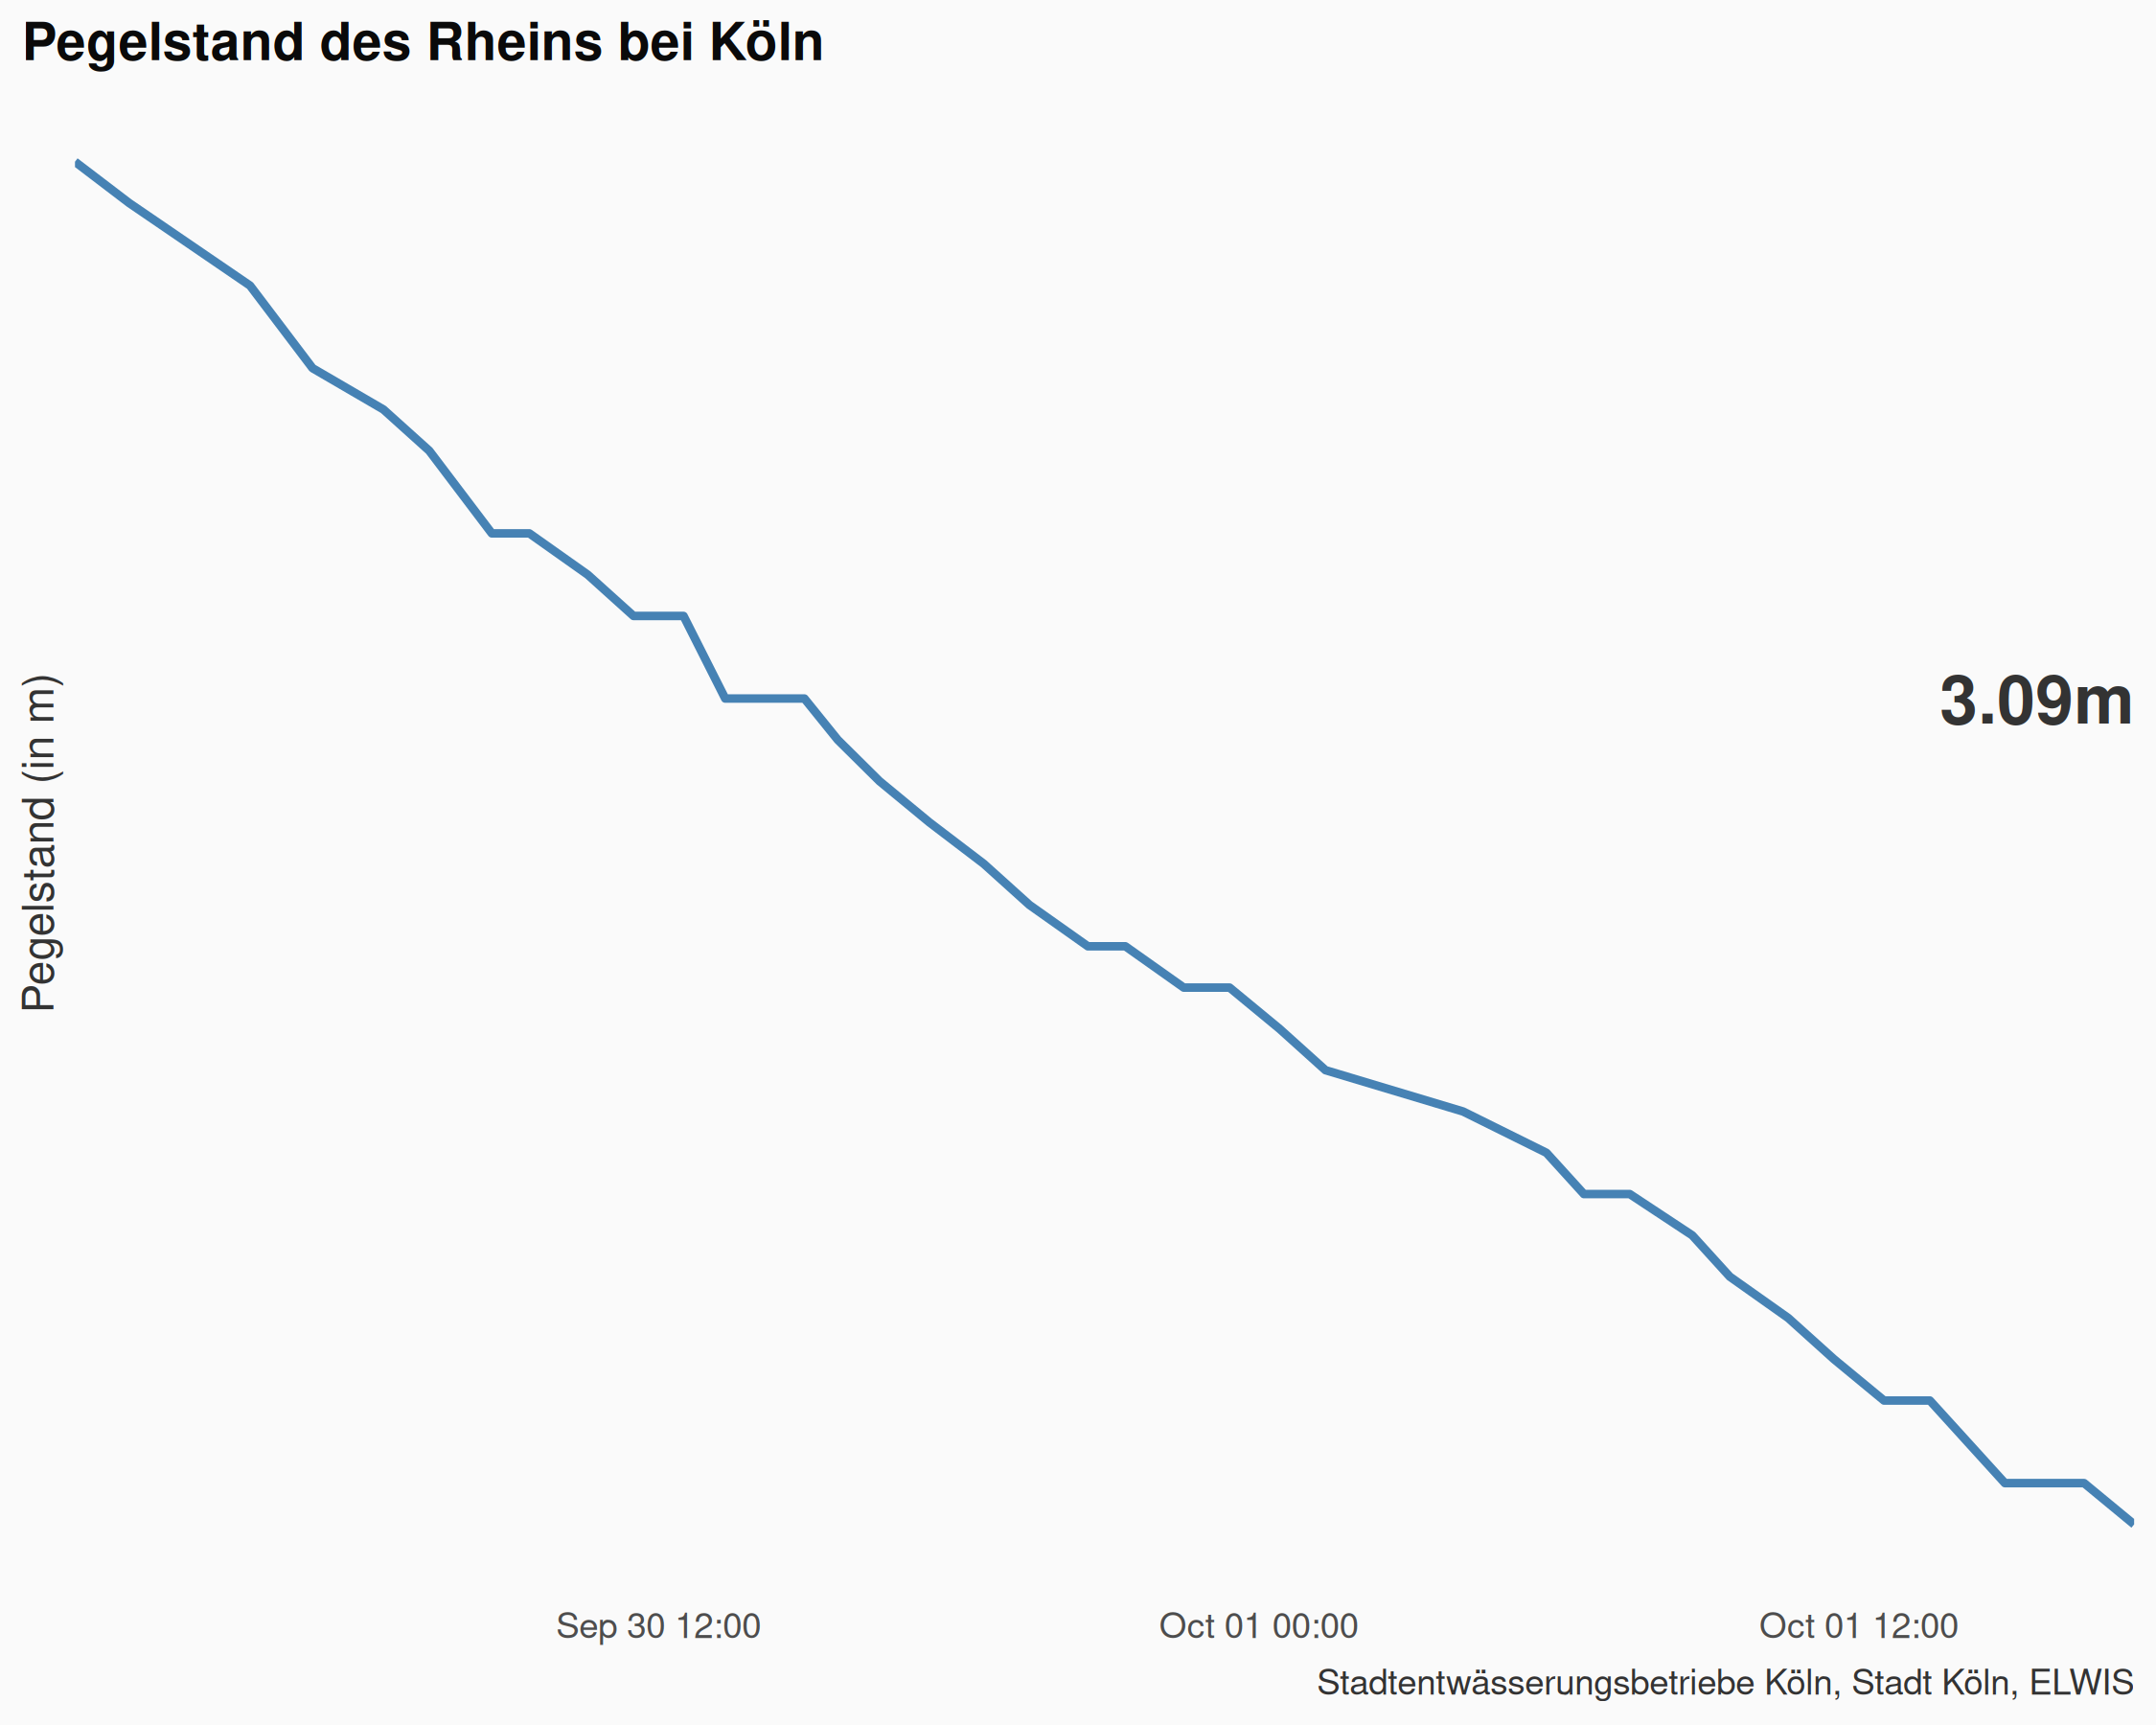 Pegelstand des Rheins bei Köln
Pegelstand (in m)
3.09m
Sep 30 12:00
Oct 01 00:00
Oct 01 12:00
Stadtentwässerungsbetriebe Köln, Stadt Köln, ELWIS